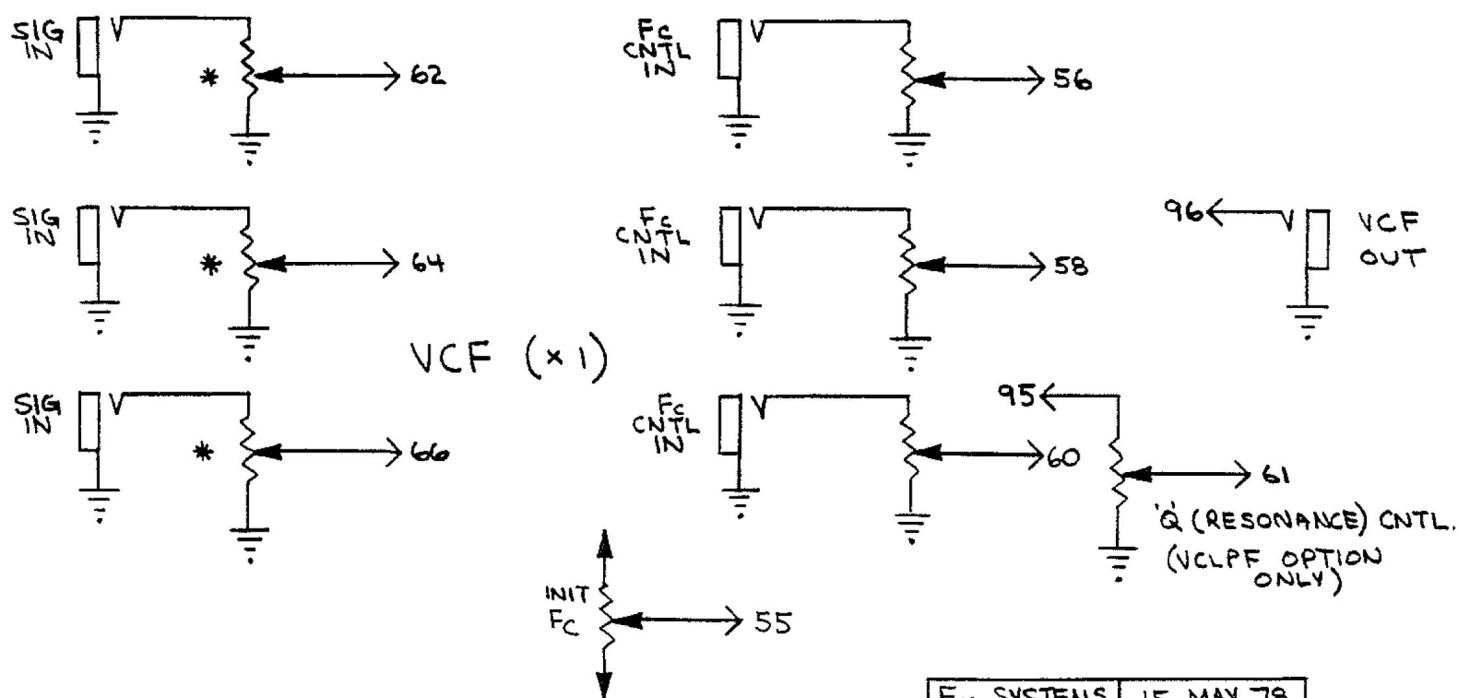 SIG
IN
*
62
Fc
CNTL
IN
56
SIG
IN
*
64
Fc
CNTL
IN
58
96
VCF
OUT
VCF (x 1)
SIG
IN
*
66
Fc
CNTL
IN
60
95
61
'Q' (RESONANCE) CNTL.
(VCLPF OPTION
ONLY)
INIT
Fc
55
SYSTEMS
15 MAY 78